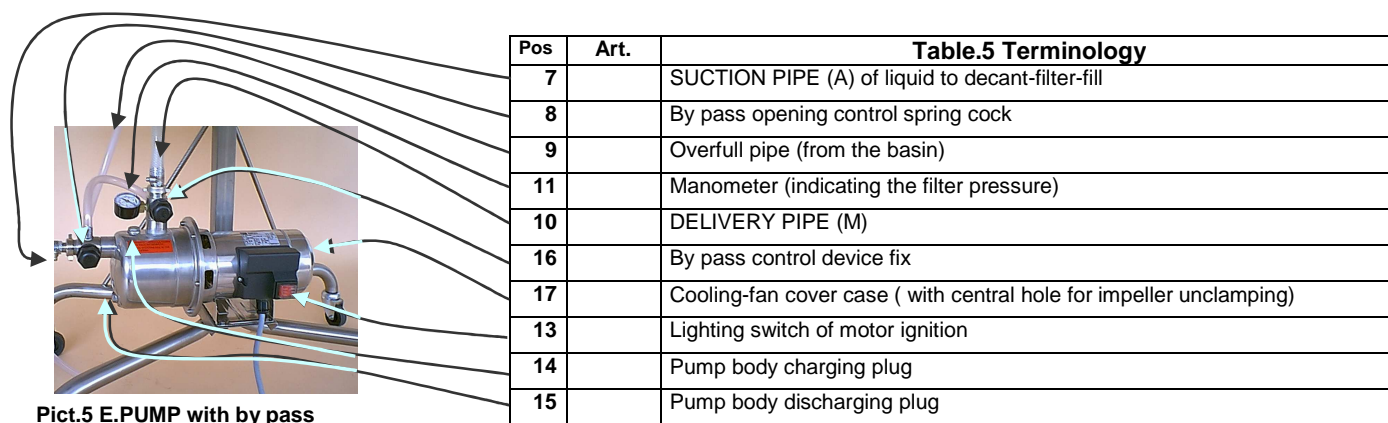 Pos Art. Table.5 Terminology
7 SUCTION PIPE (A) of liquid to decant-filter-fill
8 By pass opening control spring cock
9 Overfull pipe (from the basin)
11 Manometer (indicating the filter pressure)
10 DELIVERY PIPE (M)
16 By pass control device fix
17 Cooling-fan cover case ( with central hole for impeller unclamping)
13 Lighting switch of motor ignition
14 Pump body charging plug
15 Pump body discharging plug
Pict.5 E.PUMP with by pass